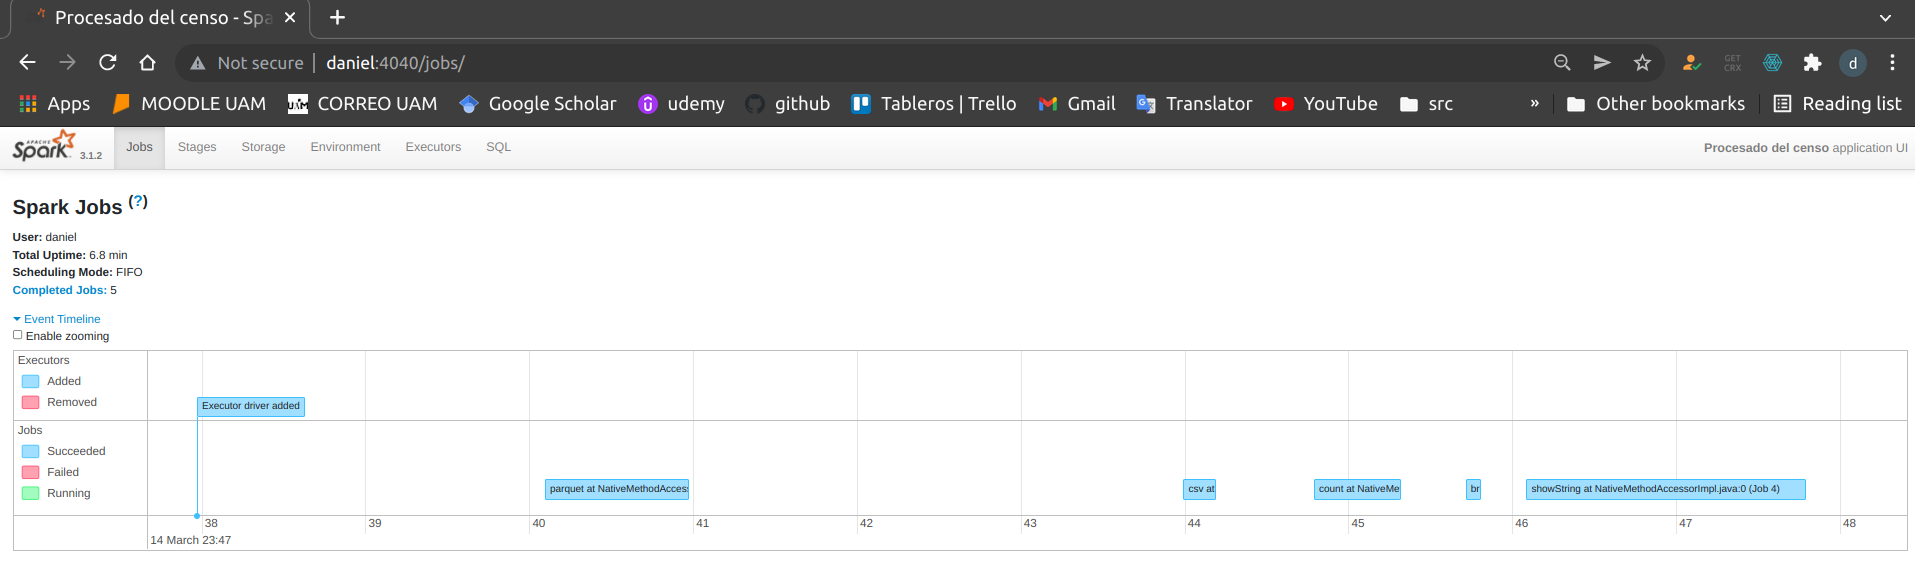 Procesado del censo - Spa
Not secure | daniel:4040/jobs/
GET CRX
d
Apps MOODLE UAM UAM CORREO UAM Google Scholar udemy github Tableros | Trello Gmail Translator YouTube src » Other bookmarks Reading list
APACHE Spark 3.1.2 Jobs Stages Storage Environment Executors SQL Procesado del censo application UI
Spark Jobs (?)
User: daniel
Total Uptime: 6.8 min
Scheduling Mode: FIFO
Completed Jobs: 5
Event Timeline
Enable zooming
Executors
Added
Removed
Executor driver added
Jobs
Succeeded
Failed
Running
parquet at NativeMethodAccess csv at count at NativeMe br showString at NativeMethodAccessorImpl.java:0 (Job 4)
38 39 40 41 42 43 44 45 46 47 48
14 March 23:47